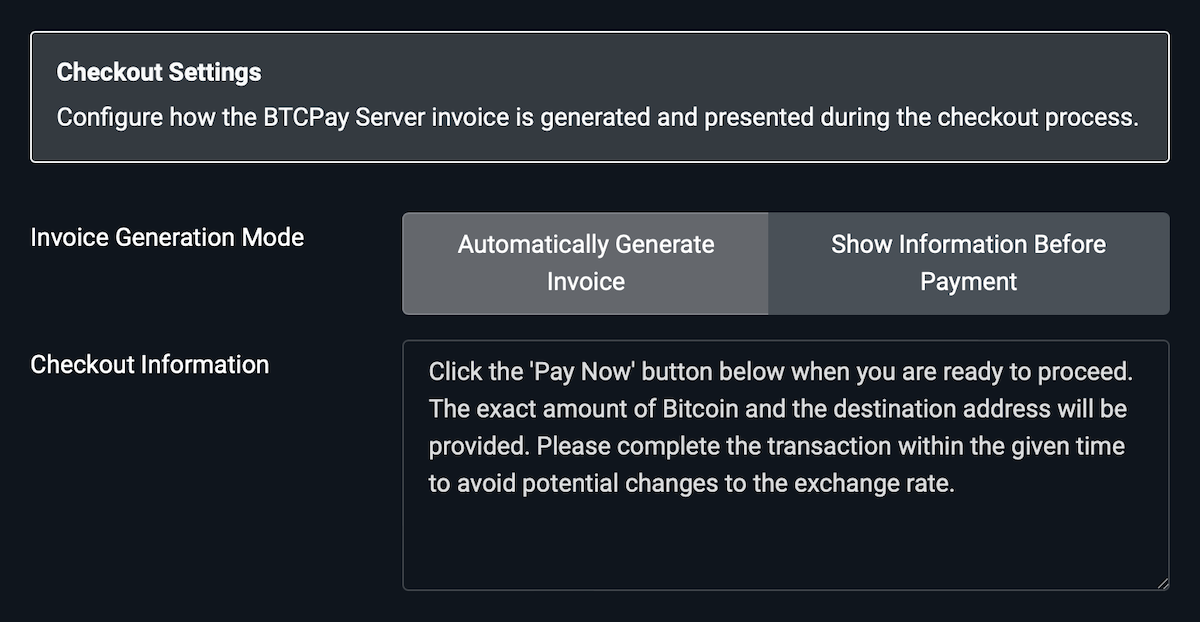 Checkout Settings
Configure how the BTCPay Server invoice is generated and presented during the checkout process.
Invoice Generation Mode
Automatically Generate
Invoice
Show Information Before
Payment
Checkout Information
Click the 'Pay Now' button below when you are ready to proceed.
The exact amount of Bitcoin and the destination address will be
provided. Please complete the transaction within the given time
to avoid potential changes to the exchange rate.